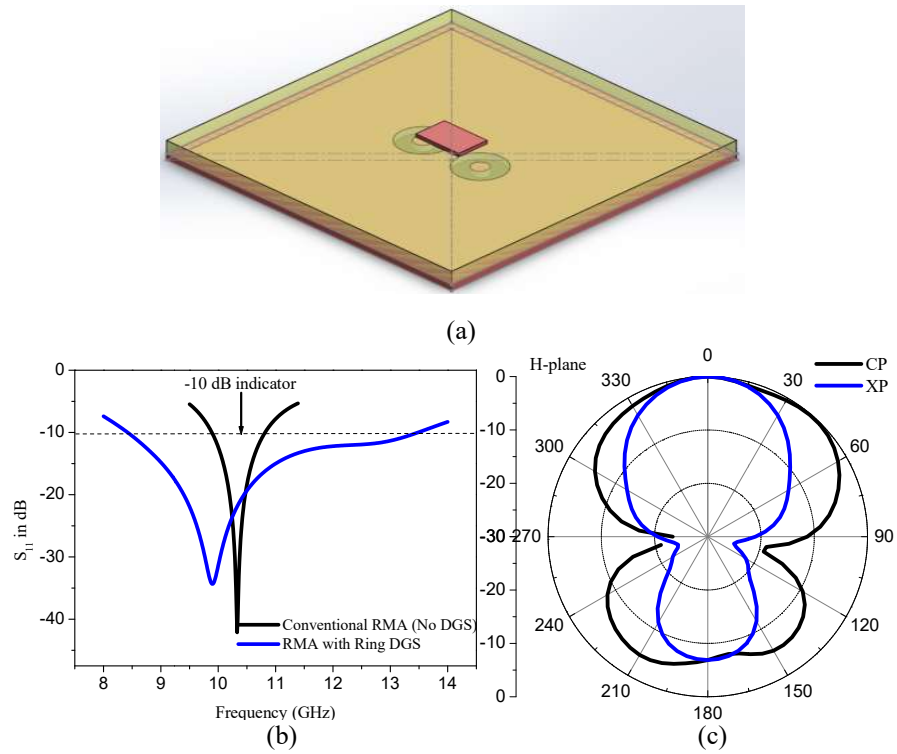 (a)
0
-10
-20
-30
-40
S11 in dB
-10 dB indicator
Conventional RMA (No DGS)
RMA with Ring DGS
8
9
10
11
12
13
14
Frequency (GHz)
(b)
H-plane
CP
XP
0
-10
-20
-30
-20
-10
0
0
30
60
90
120
150
180
210
240
270
300
330
(c)